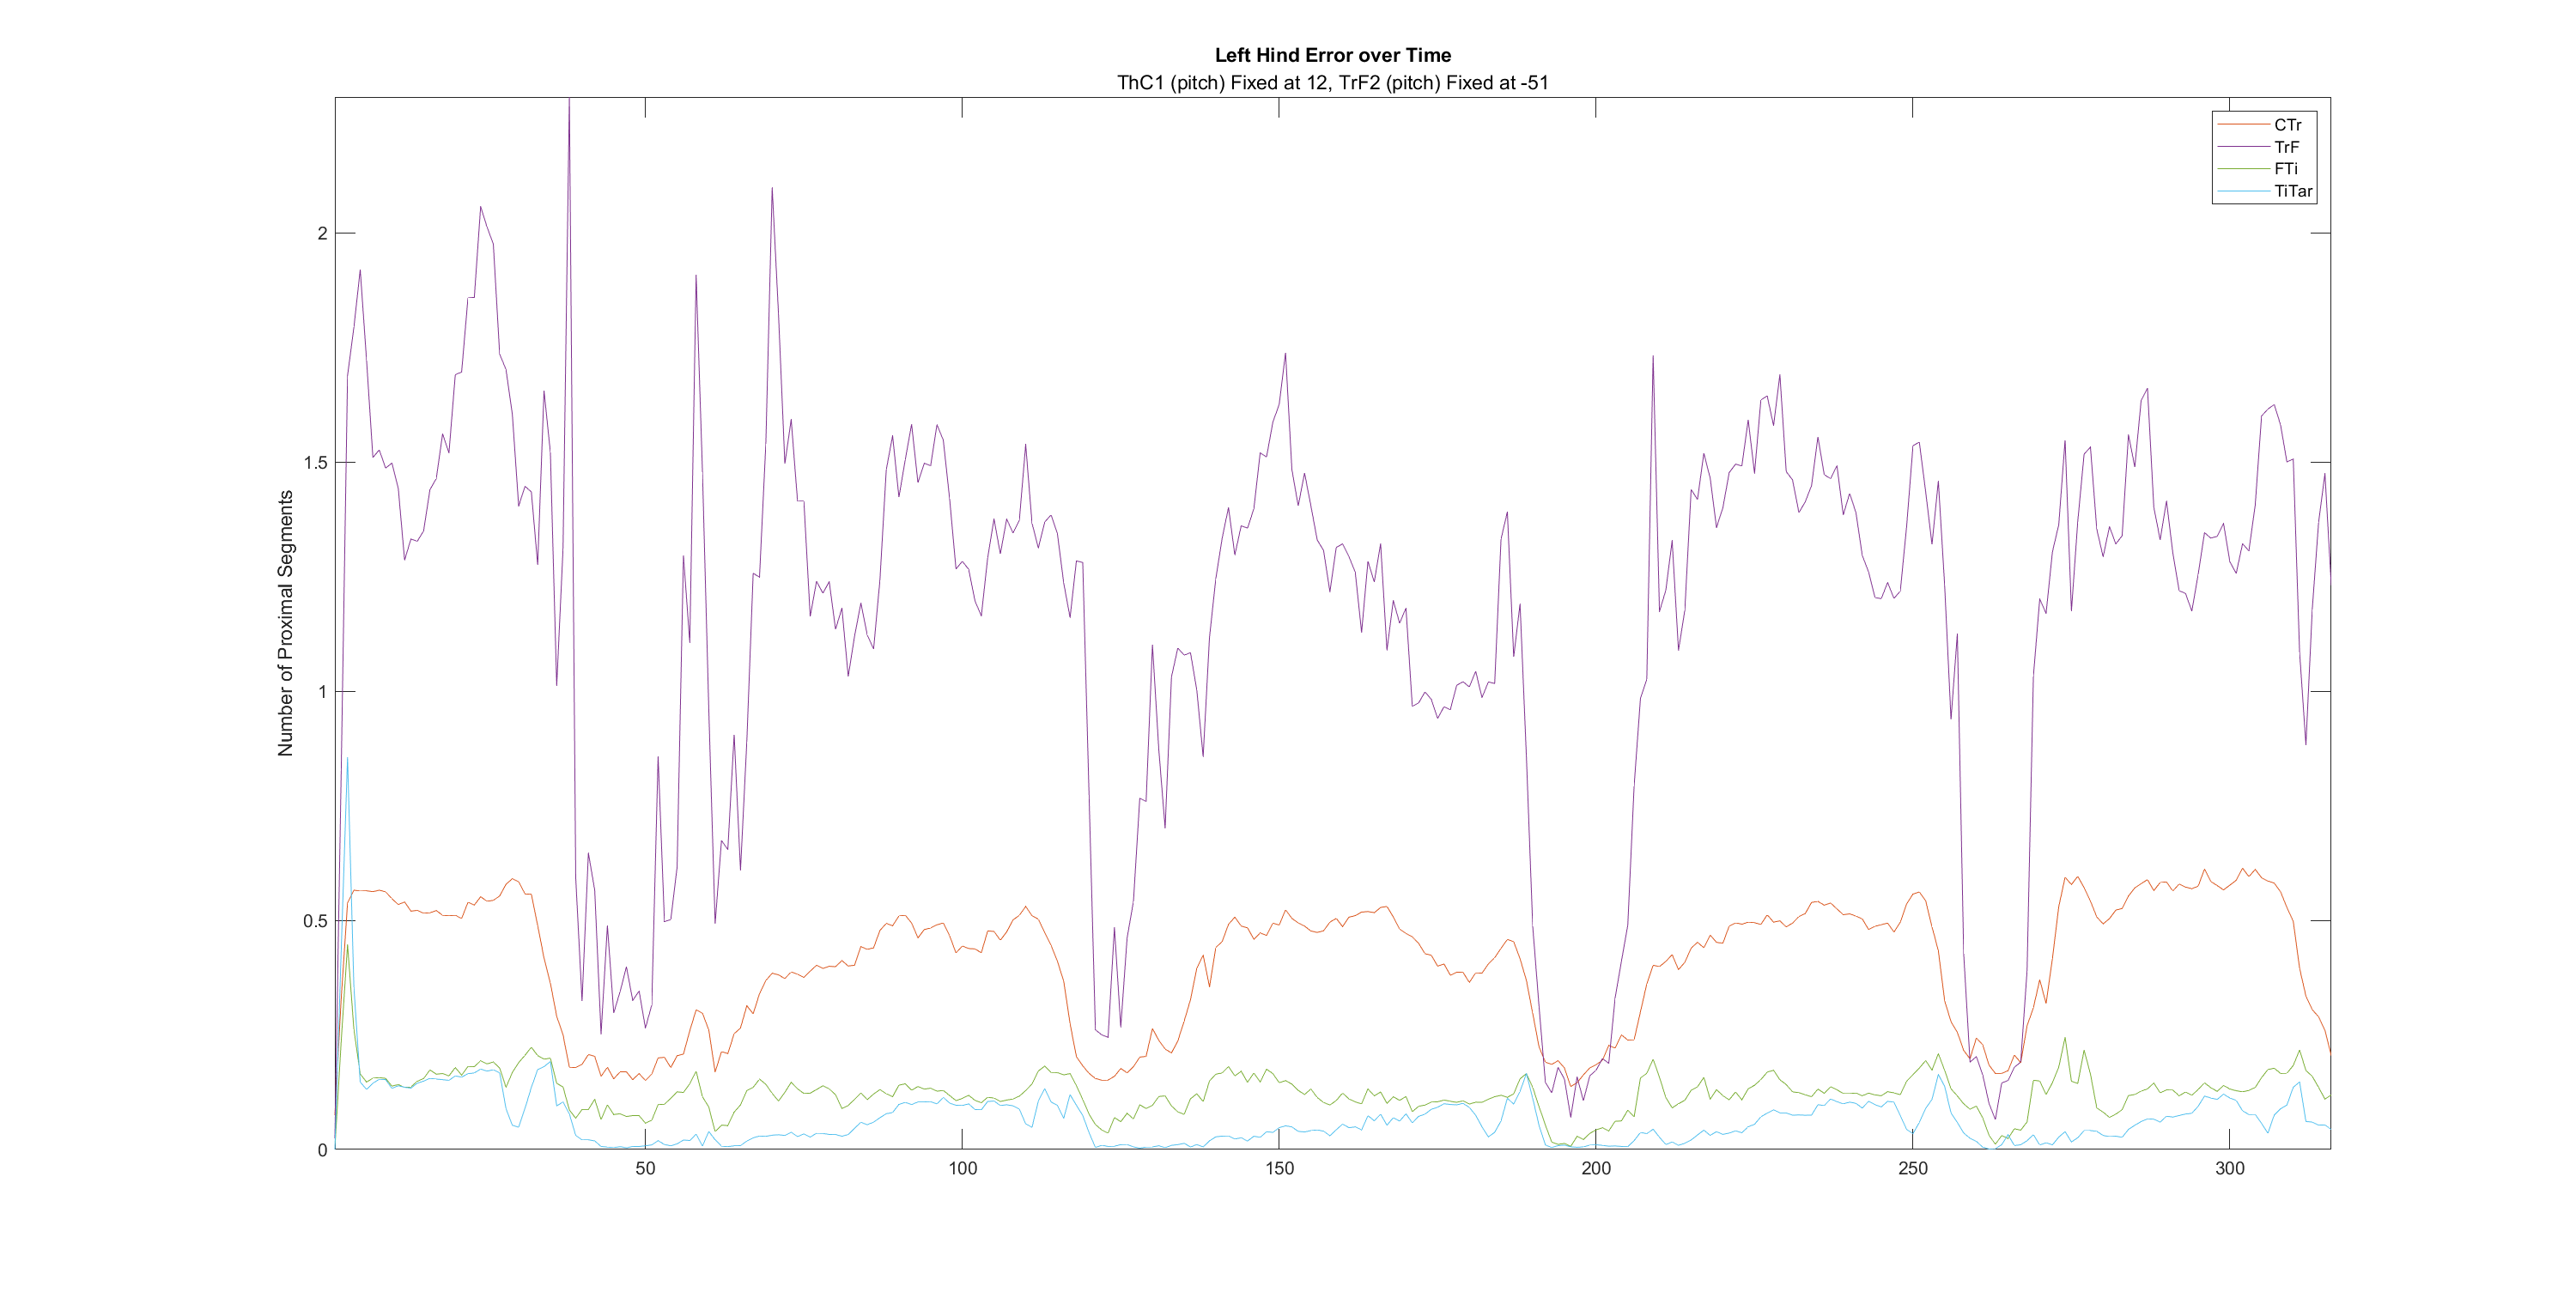 Left Hind Error over Time
ThC1 (pitch) Fixed at 12, TrF2 (pitch) Fixed at -51
CTr
TrF
FTi
TiTar
Number of Proximal Segments
2
1.5
1
0.5
0
50
100
150
200
250
300